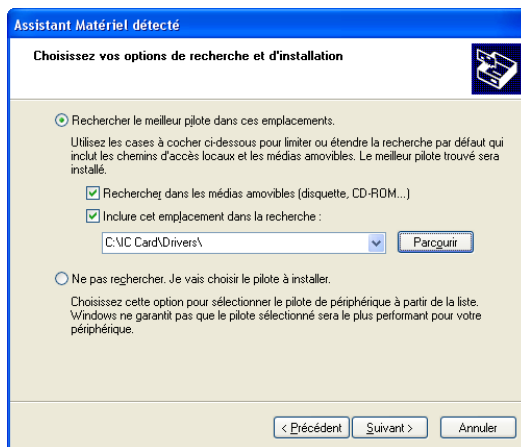 Assistant Matériel détecté
Choisissez vos options de recherche et d'installation
Rechercher le meilleur pilote dans ces emplacements.
Utilisez les cases à cocher ci-dessous pour limiter ou étendre la recherche par défaut qui
inclut les chemins d'accès locaux et les médias amovibles. Le meilleur pilote trouvé sera
installé.
Rechercher dans les médias amovibles (disquette, CD-ROM...)
Inclure cet emplacement dans la recherche :
C:\IC Card\Drivers\
Parcourir
Ne pas rechercher. Je vais choisir le pilote à installer.
Choisissez cette option pour sélectionner le pilote de périphérique à partir de la liste.
Windows ne garantit pas que le pilote sélectionné sera le plus performant pour votre
périphérique.
< Précédent Suivant > Annuler